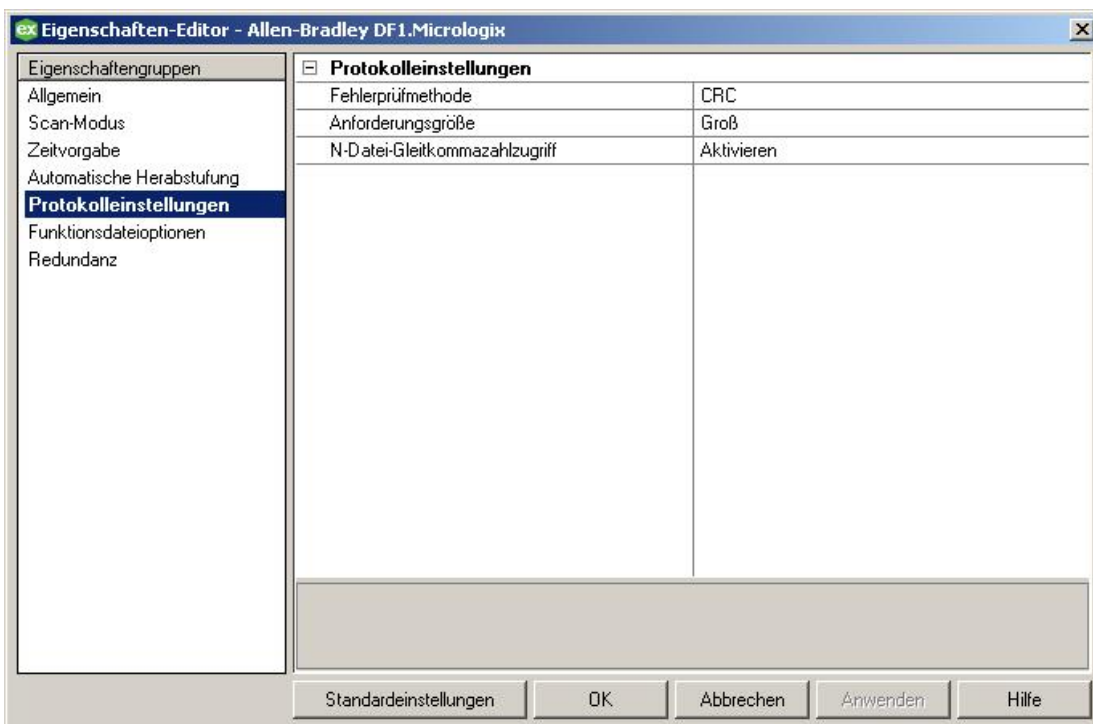 ex Eigenschaften-Editor - Allen-Bradley DF1.Micrologix
Eigenschaftengruppen
Allgemein
Scan-Modus
Zeitvorgabe
Automatische Herabstufung
Protokolleinstellungen
Funktionsdateioptionen
Redundanz
Protokolleinstellungen
Fehlerprüfmethode CRC
Anforderungsgröße Groß
N-Datei-Gleitkommazahlzugriff Aktivieren
Standardeinstellungen OK Abbrechen Anwenden Hilfe